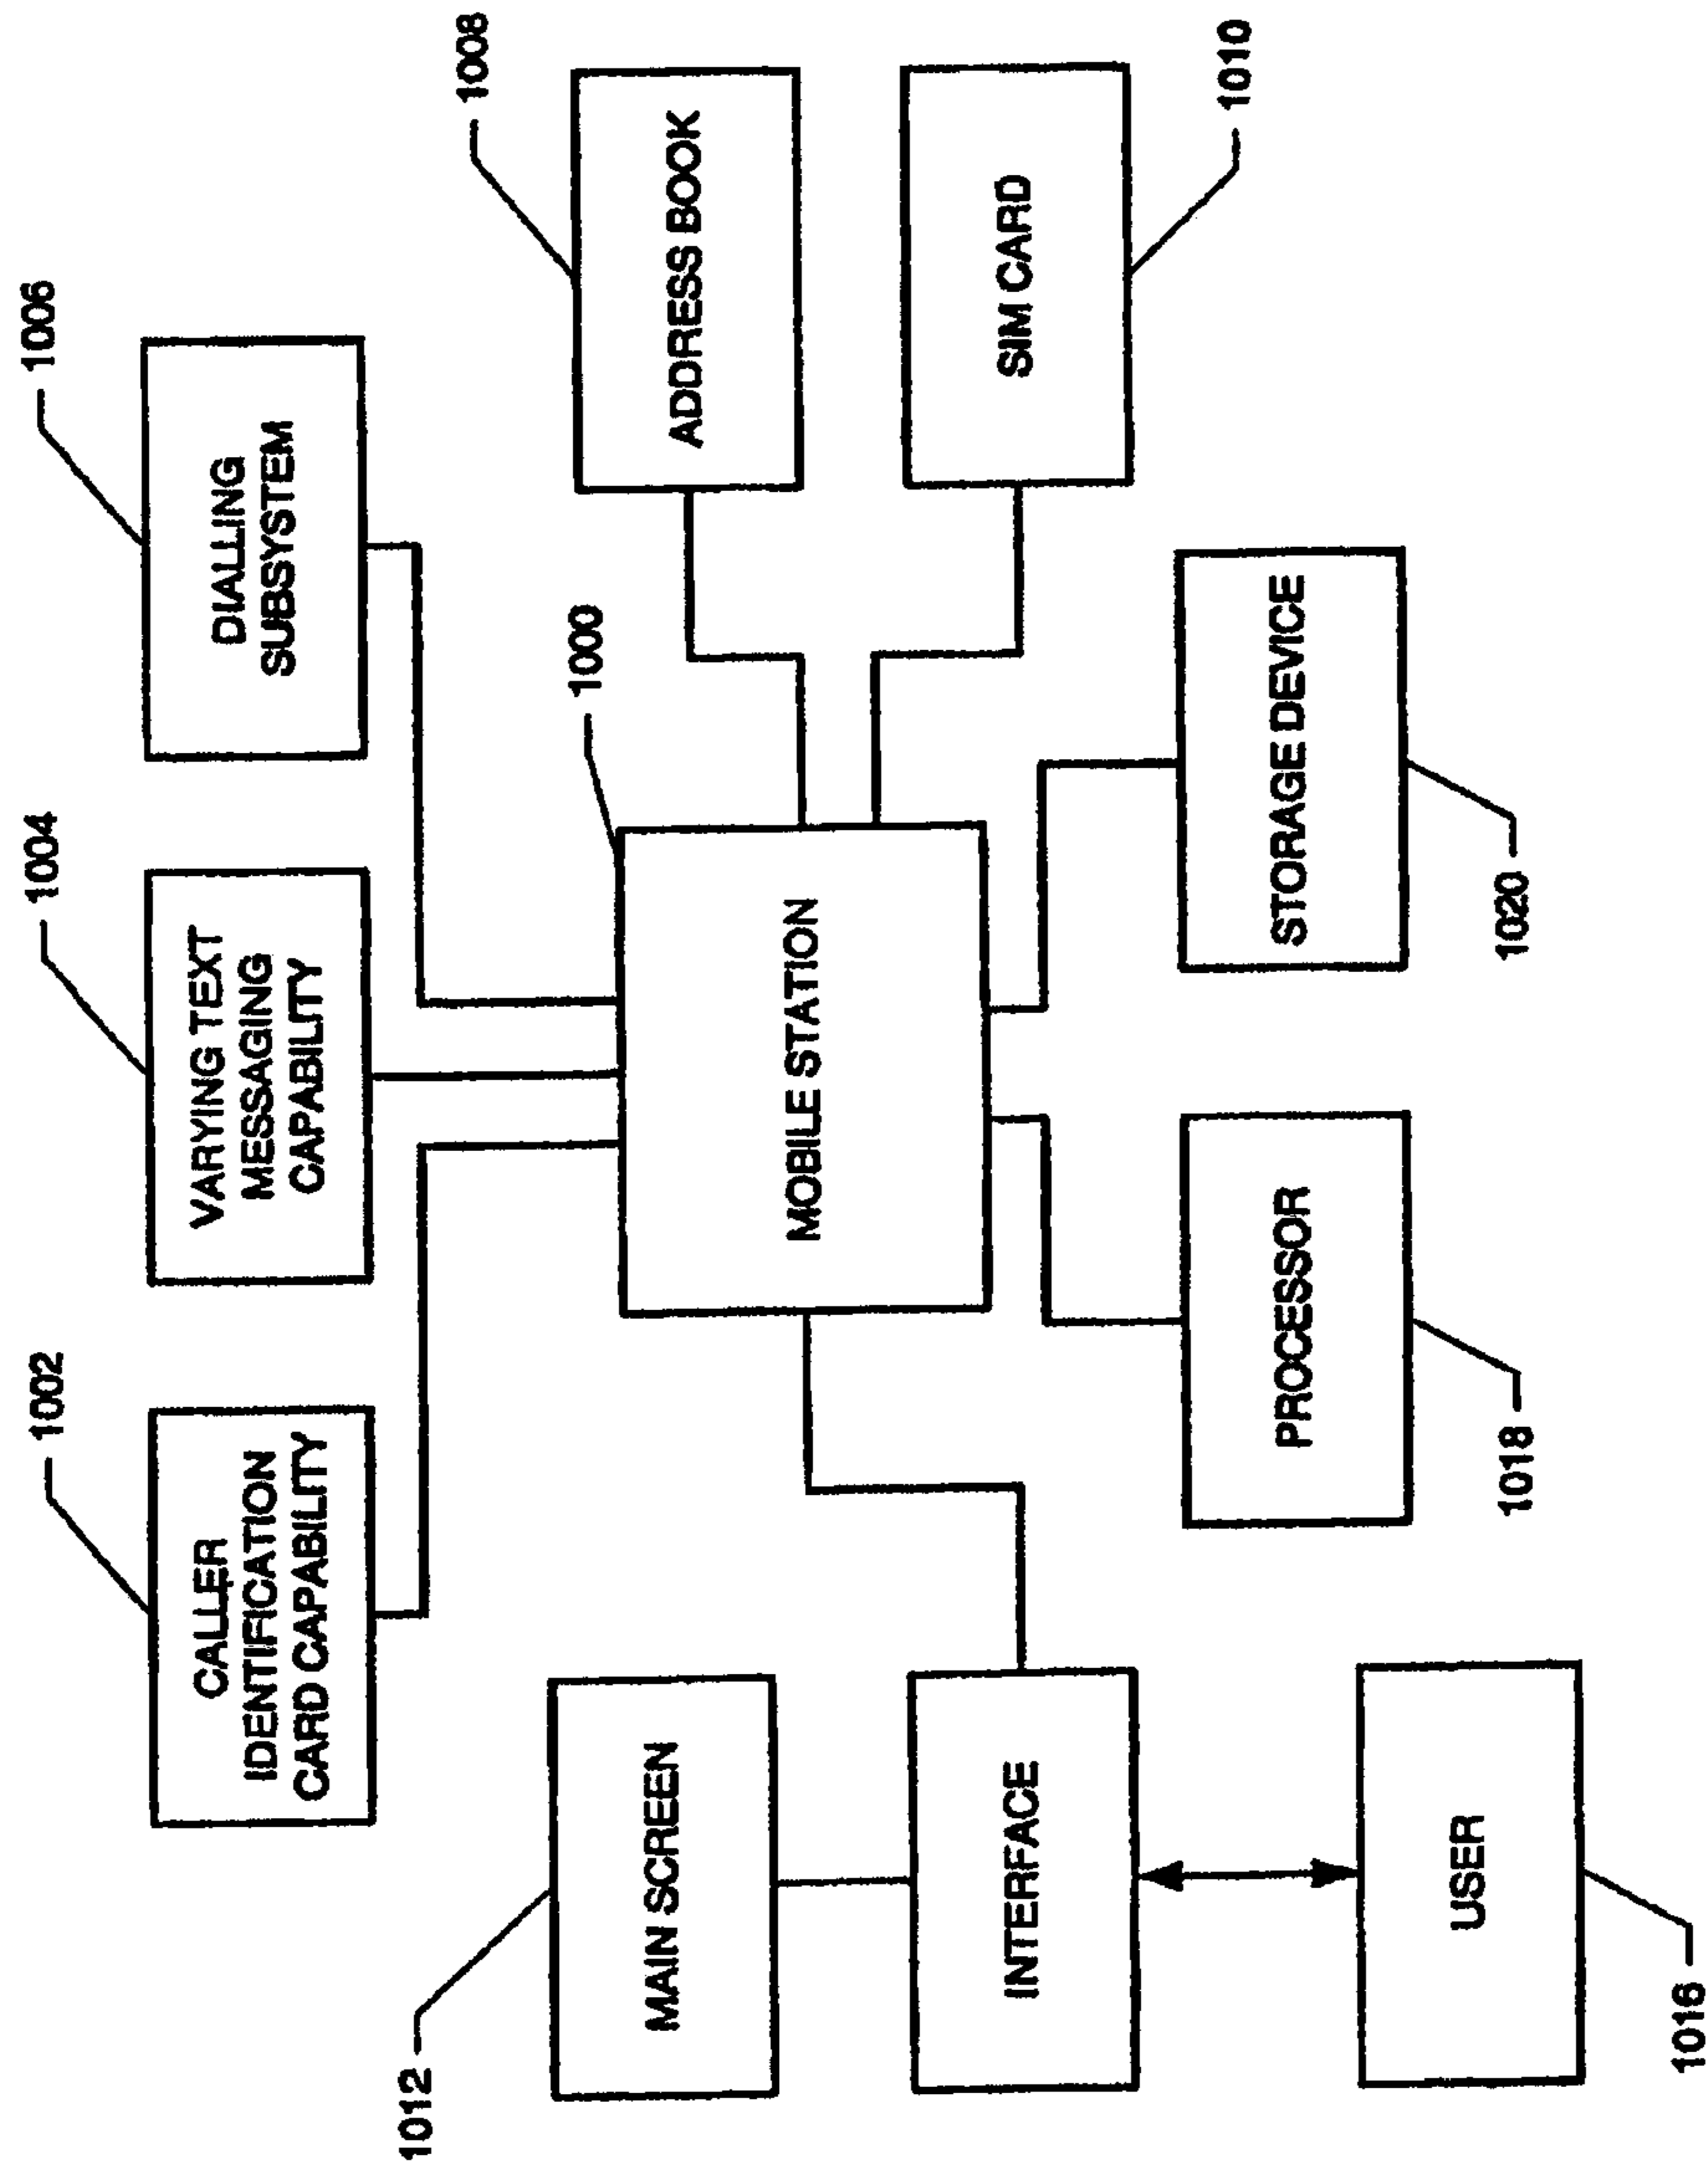 1002
1004
1006
CALLER
IDENTIFICATION
CARD CAPABILITY
VARYING TEXT
MESSAGING
CAPABILITY
DIALLING
SUBSYSTEM
1012
1000
1008
MAIN SCREEN
MOBILE STATION
ADDRESS BOOK
INTERFACE
SIM CARD
1010
PROCESSOR
STORAGE DEVICE
USER
1018
1020
1016